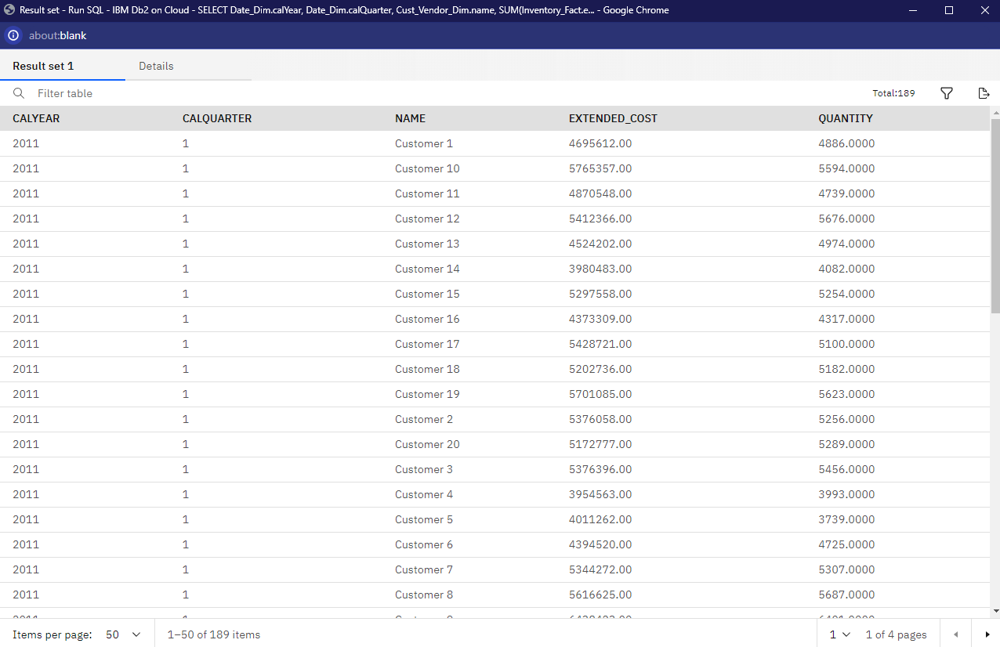 Result set - Run SQL - IBM Db2 on Cloud - SELECT Date_Dim.calYear, Date_Dim.calQuarter, Cust_Vendor_Dim.name, SUM(Inventory_Fact.e... - Google Chrome
about:blank
Result set 1 Details
Filter table Total:189
CALYEAR CALQUARTER NAME EXTENDED_COST QUANTITY
2011 1 Customer 1 4695612.00 4886.0000
2011 1 Customer 10 5765357.00 5594.0000
2011 1 Customer 11 4870548.00 4739.0000
2011 1 Customer 12 5412366.00 5676.0000
2011 1 Customer 13 4524202.00 4974.0000
2011 1 Customer 14 3980483.00 4082.0000
2011 1 Customer 15 5297558.00 5254.0000
2011 1 Customer 16 4373309.00 4317.0000
2011 1 Customer 17 5428721.00 5100.0000
2011 1 Customer 18 5202736.00 5182.0000
2011 1 Customer 19 5701085.00 5623.0000
2011 1 Customer 2 5376058.00 5256.0000
2011 1 Customer 20 5172777.00 5289.0000
2011 1 Customer 3 5376396.00 5456.0000
2011 1 Customer 4 3954563.00 3993.0000
2011 1 Customer 5 4011262.00 3739.0000
2011 1 Customer 6 4394520.00 4725.0000
2011 1 Customer 7 5344272.00 5307.0000
2011 1 Customer 8 5616625.00 5687.0000
Items per page: 50 1–50 of 189 items 1 1 of 4 pages